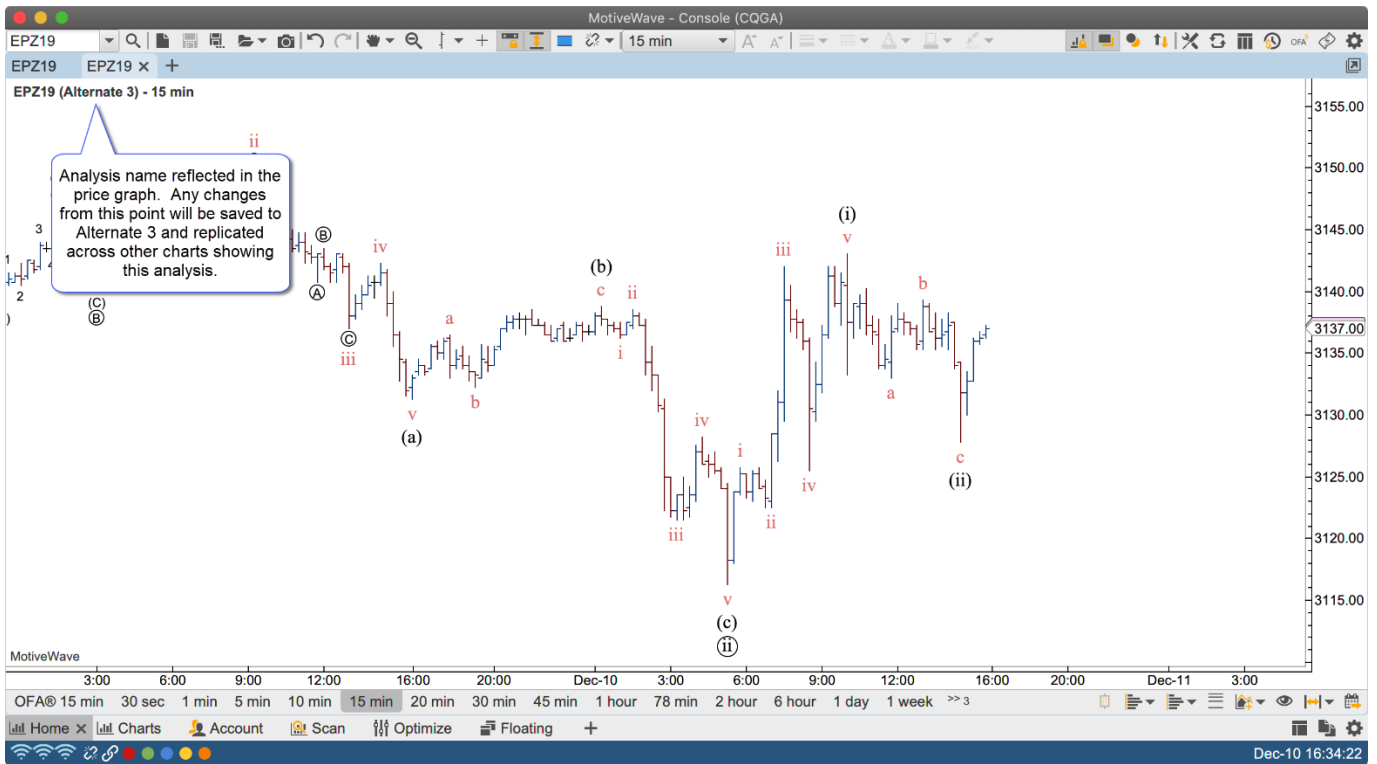 MotiveWave - Console (CQGA)
EPZ19 15 min OFA
EPZ19 EPZ19
EPZ19 (Alternate 3) - 15 min
Analysis name reflected in the
price graph. Any changes
from this point will be saved to
Alternate 3 and replicated
across other charts showing
this analysis.
3155.00
3150.00
3145.00
3140.00
3137.00
3135.00
3130.00
3125.00
3120.00
3115.00
ii
1
2
3
(C)
B
)
B
A
C
iii
iv
v
(a)
a
b
(b)
c
i
ii
iii
iv
v
(c)
ii
i
ii
iii
iv
(i)
v
a
b
c
(ii)
MotiveWave
3:00 6:00 9:00 12:00 16:00 20:00 Dec-10 3:00 6:00 9:00 12:00 16:00 20:00 Dec-11 3:00
OFA® 15 min 30 sec 1 min 5 min 10 min 15 min 20 min 30 min 45 min 1 hour 78 min 2 hour 6 hour 1 day 1 week >> 3
Home Charts Account Scan Optimize Floating
Dec-10 16:34:22